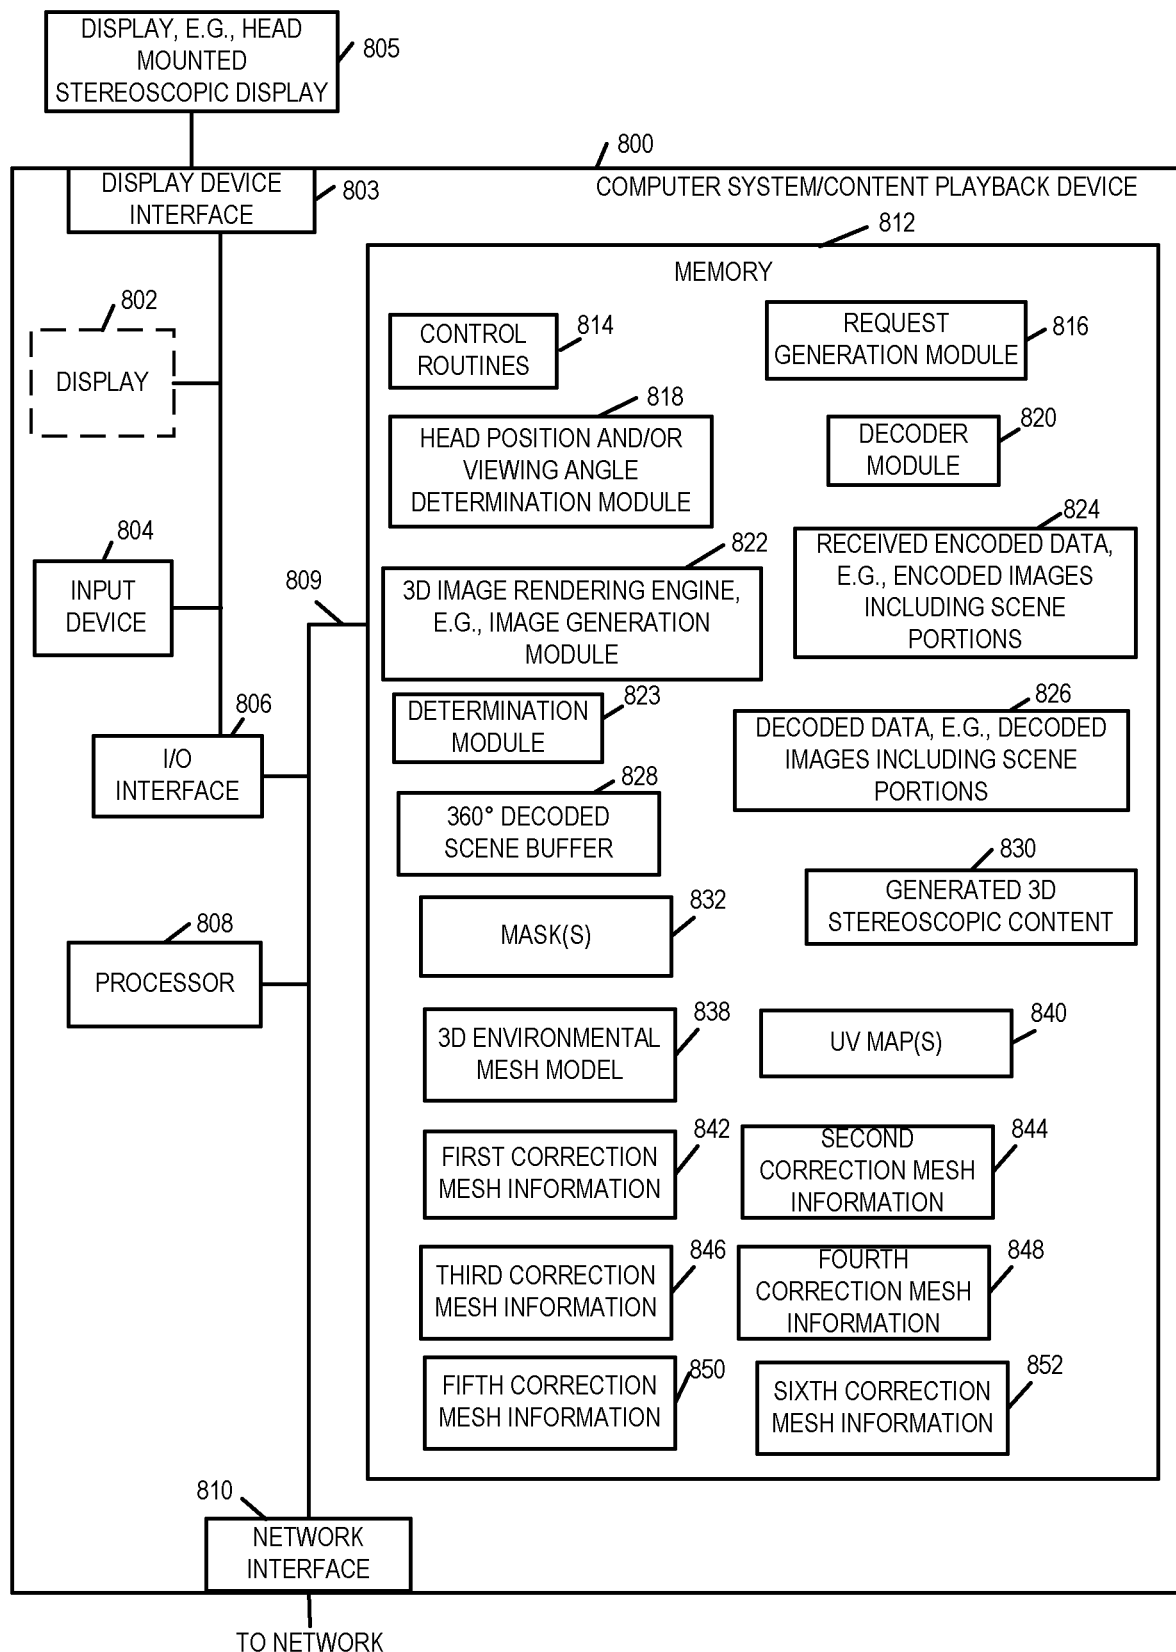 DISPLAY, E.G., HEAD
MOUNTED
STEREOSCOPIC DISPLAY
805
800
COMPUTER SYSTEM/CONTENT PLAYBACK DEVICE
DISPLAY DEVICE
INTERFACE
803
802
DISPLAY
804
INPUT
DEVICE
806
I/O
INTERFACE
808
PROCESSOR
809
810
NETWORK
INTERFACE
TO NETWORK
812
MEMORY
CONTROL
ROUTINES
814
REQUEST
GENERATION MODULE
816
818
HEAD POSITION AND/OR
VIEWING ANGLE
DETERMINATION MODULE
DECODER
MODULE
820
822
3D IMAGE RENDERING ENGINE,
E.G., IMAGE GENERATION
MODULE
824
RECEIVED ENCODED DATA,
E.G., ENCODED IMAGES
INCLUDING SCENE
PORTIONS
DETERMINATION
MODULE
823
826
DECODED DATA, E.G., DECODED
IMAGES INCLUDING SCENE
PORTIONS
828
360° DECODED
SCENE BUFFER
830
GENERATED 3D
STEREOSCOPIC CONTENT
MASK(S)
832
3D ENVIRONMENTAL
MESH MODEL
838
UV MAP(S)
840
FIRST CORRECTION
MESH INFORMATION
842
SECOND
CORRECTION MESH
INFORMATION
844
THIRD CORRECTION
MESH INFORMATION
846
FOURTH
CORRECTION MESH
INFORMATION
848
FIFTH CORRECTION
MESH INFORMATION
850
SIXTH CORRECTION
MESH INFORMATION
852